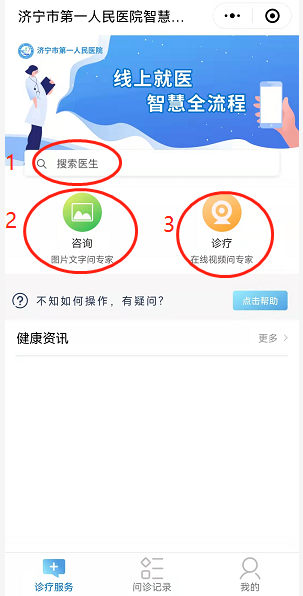 济宁市第一人民医院智慧...
济宁市第一人民医院
线上就医
智慧全流程
1
搜索医生
2
3
咨询
诊疗
图片文字问专家
在线视频问专家
不知如何操作，有疑问？
点击帮助
健康资讯
更多
诊疗服务
问诊记录
我的